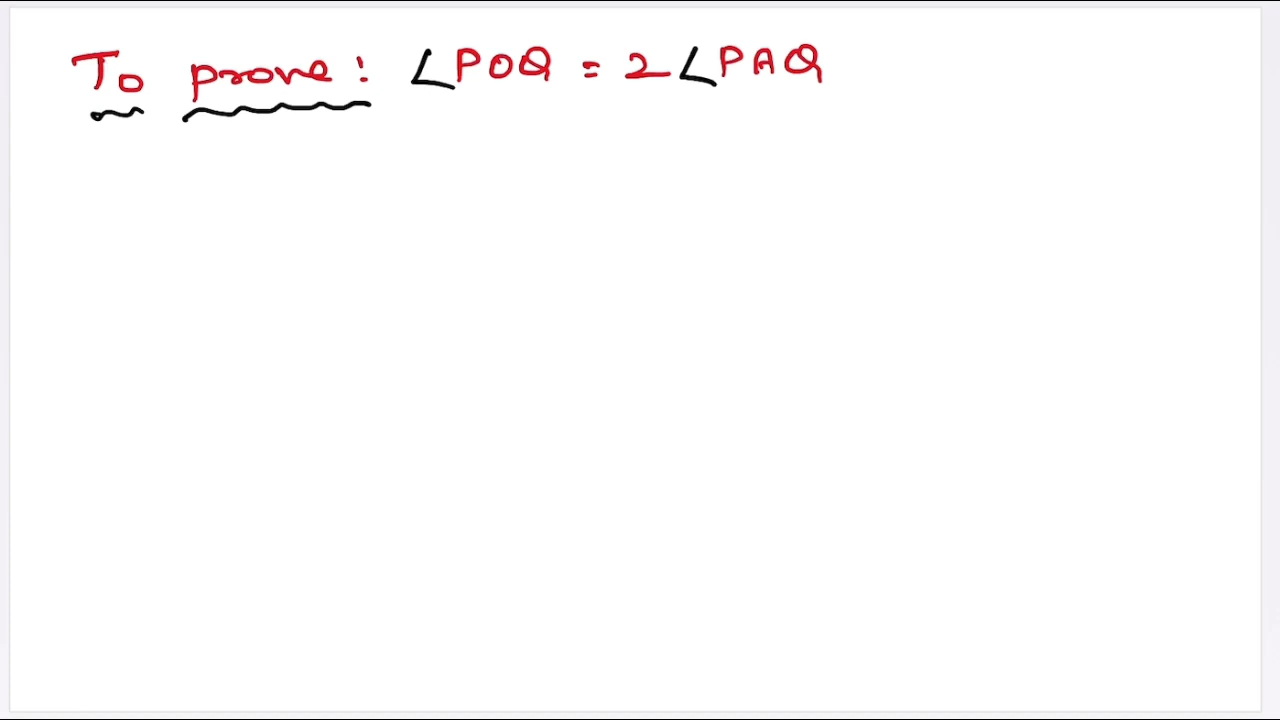 To prove: ∠POQ = 2∠PAQ